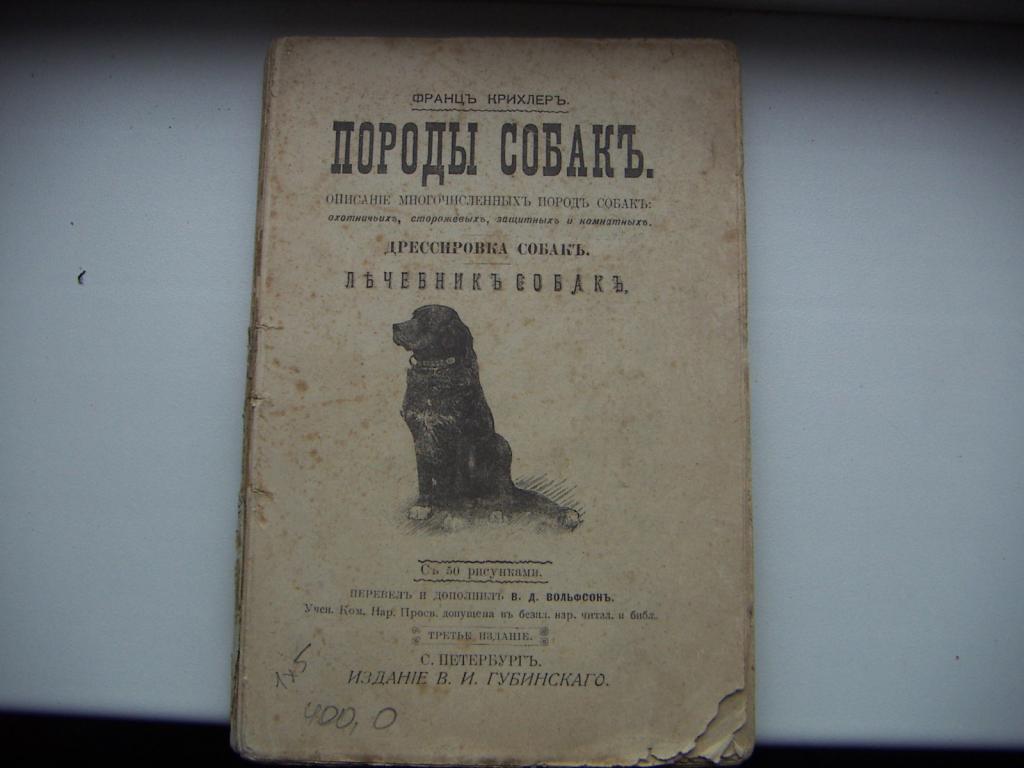 ФРАНЦЪ КРИХЛЕРЪ.
ПОРОДЫ СОБАКЪ.
ОПИСАНІЕ МНОГОЧИСЛЕННЫХЪ ПОРОДЪ СОБАКЪ:
охотничьихъ, сторожевыхъ, защитныхъ и комнатныхъ.
ДРЕССИРОВКА СОБАКЪ.
ЛѢЧЕБНИКЪ СОБАКЪ.
Съ 50 рисунками.
ПЕРЕВЕЛЪ И ДОПОЛНИЛЪ В. Д. ВОЛЬФСОНЪ.
Учен. Ком. Нар. Просв. допущена въ безпл. нар. читал. и библ.
ТРЕТЬЕ ИЗДАНІЕ.
С. ПЕТЕРБУРГЪ.
ИЗДАНІЕ В. И. ГУБИНСКАГО.
400,0